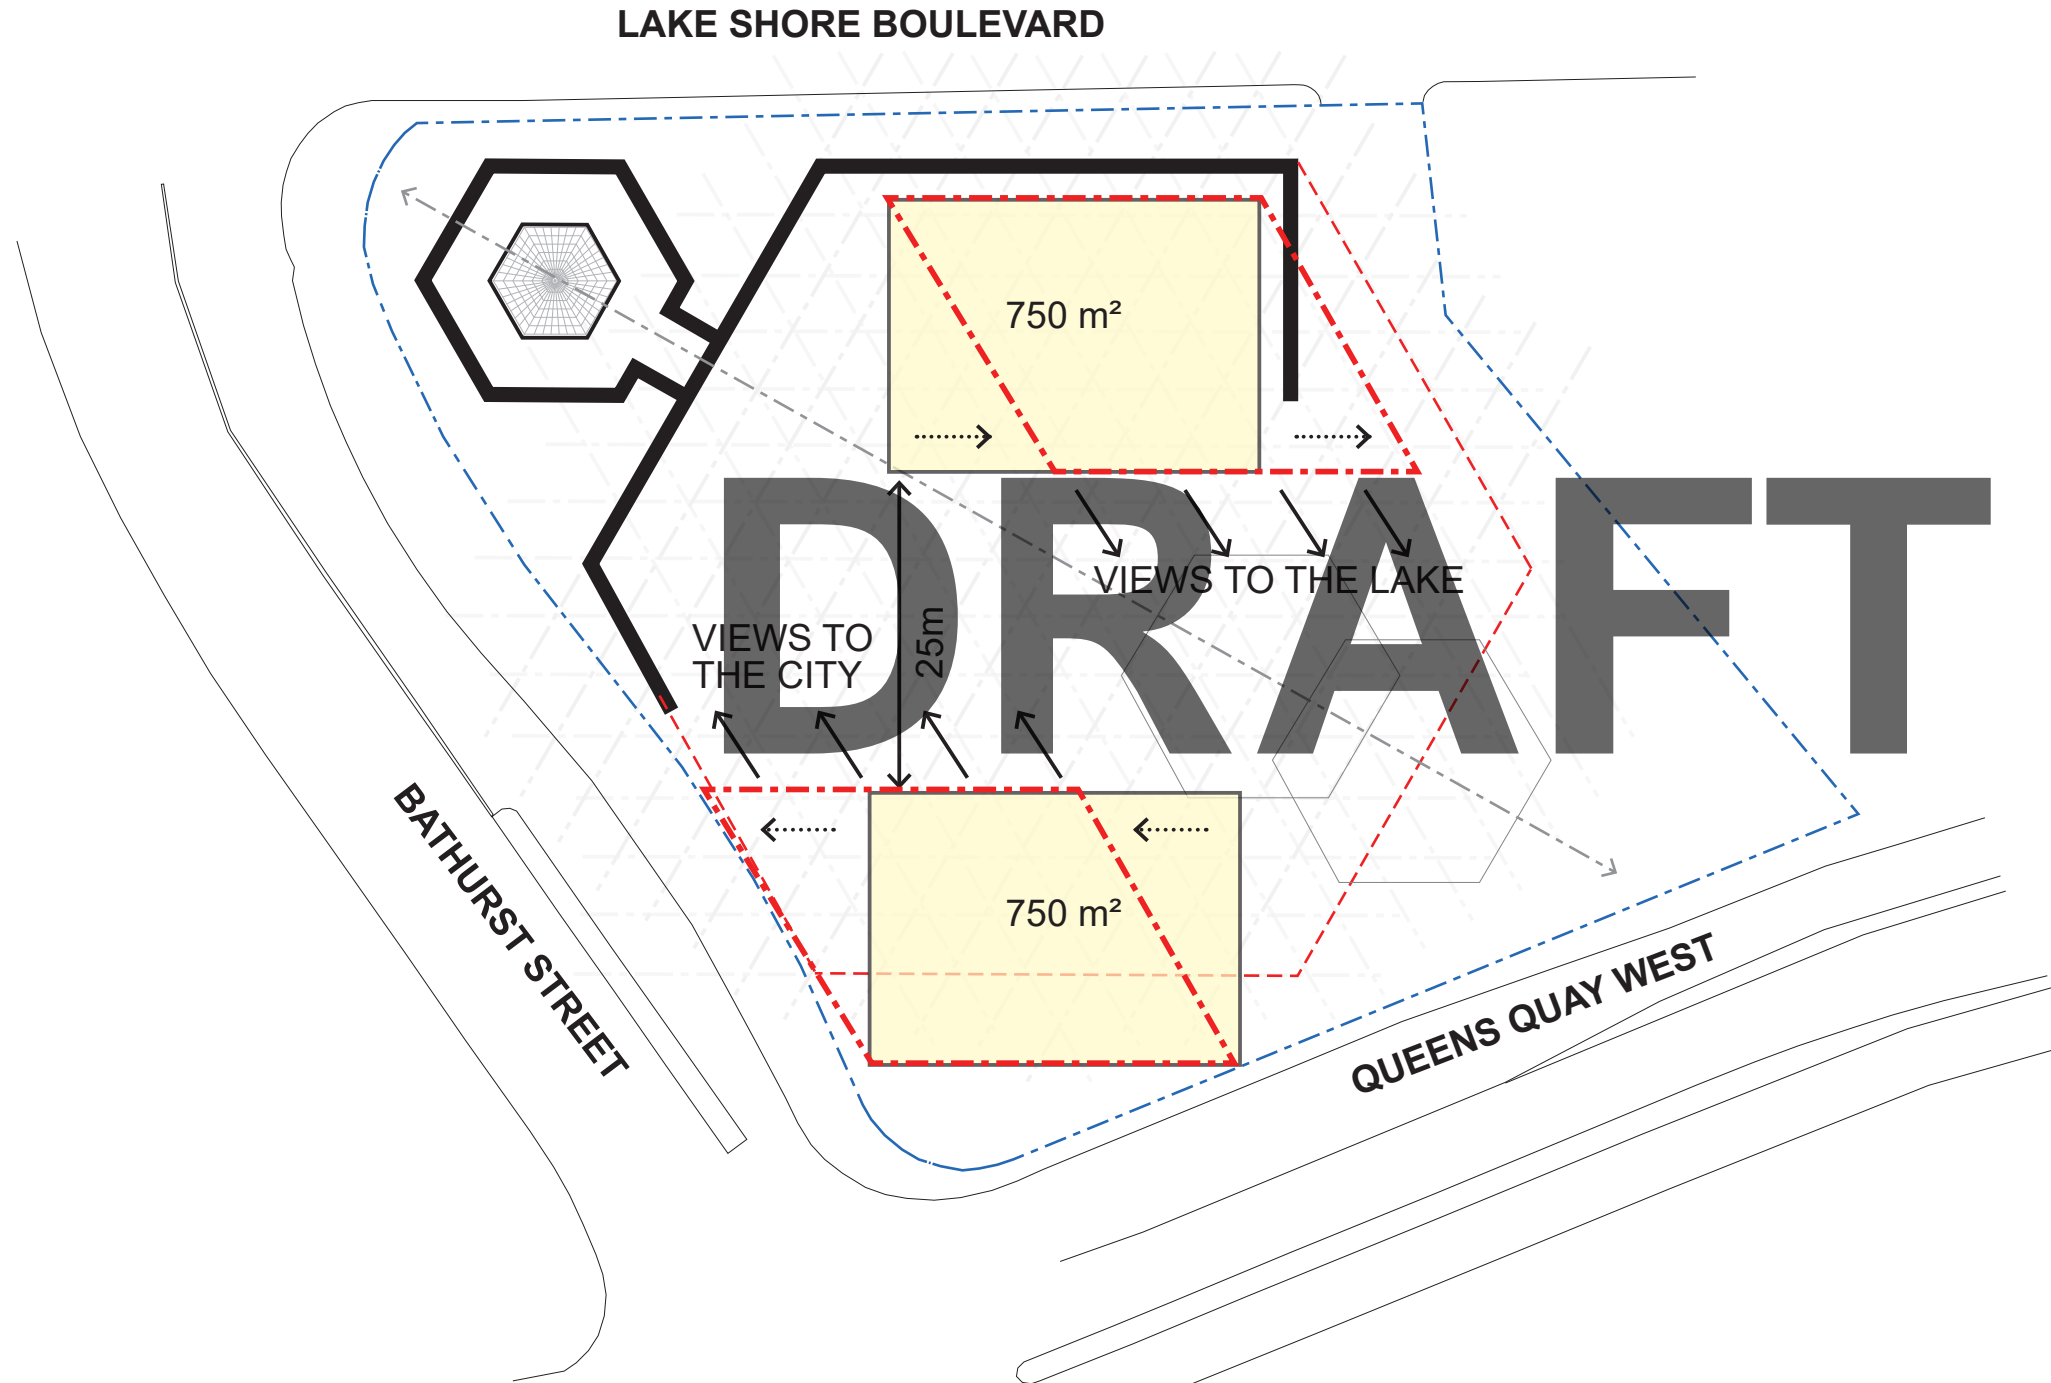 LAKE SHORE BOULEVARD
750 m²
DRAFT
VIEWS TO THE LAKE
VIEWS TO
THE CITY
25m
750 m²
BATHURST STREET
QUEENS QUAY WEST